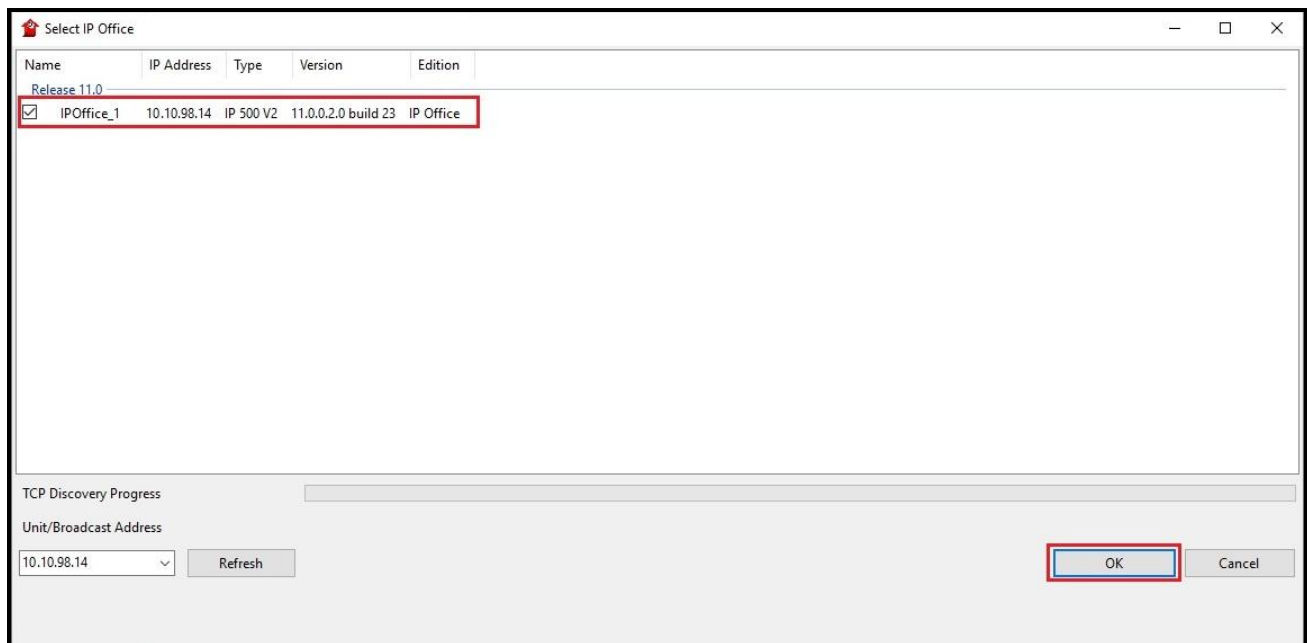 Select IP Office
Name IP Address Type Version Edition
Release 11.0
IPOffice_1 10.10.98.14 IP 500 V2 11.0.0.2.0 build 23 IP Office
TCP Discovery Progress
Unit/Broadcast Address
10.10.98.14 Refresh OK Cancel